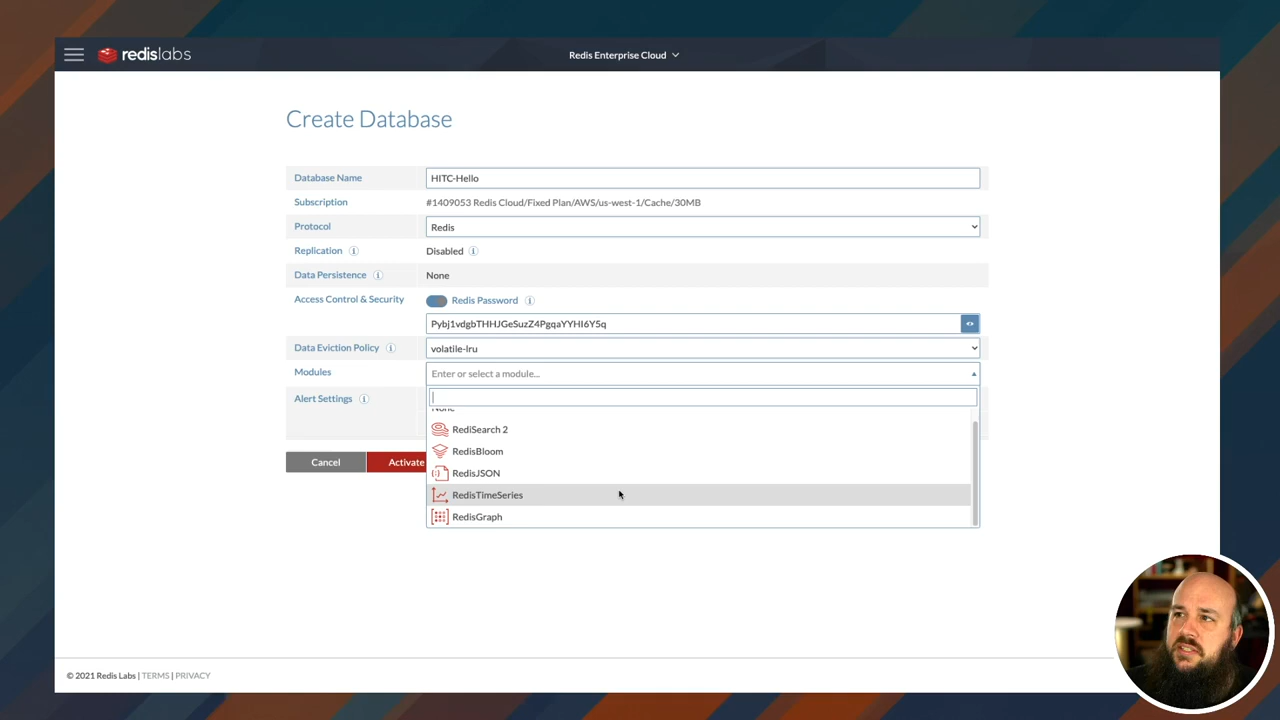 redislabs
Redis Enterprise Cloud
Create Database
Database Name HITC-Hello
Subscription #1409053 Redis Cloud/Fixed Plan/AWS/us-west-1/Cache/30MB
Protocol Redis
Replication Disabled
Data Persistence None
Access Control & Security Redis Password
Pybj1vdgbTHHJGeSuzZ4PgqaYYHI6Y5q
Data Eviction Policy volatile-lru
Modules Enter or select a module...
Alert Settings
None
RediSearch 2
RedisBloom
Cancel Activate
RedisJSON
RedisTimeSeries
RedisGraph
© 2021 Redis Labs | TERMS | PRIVACY